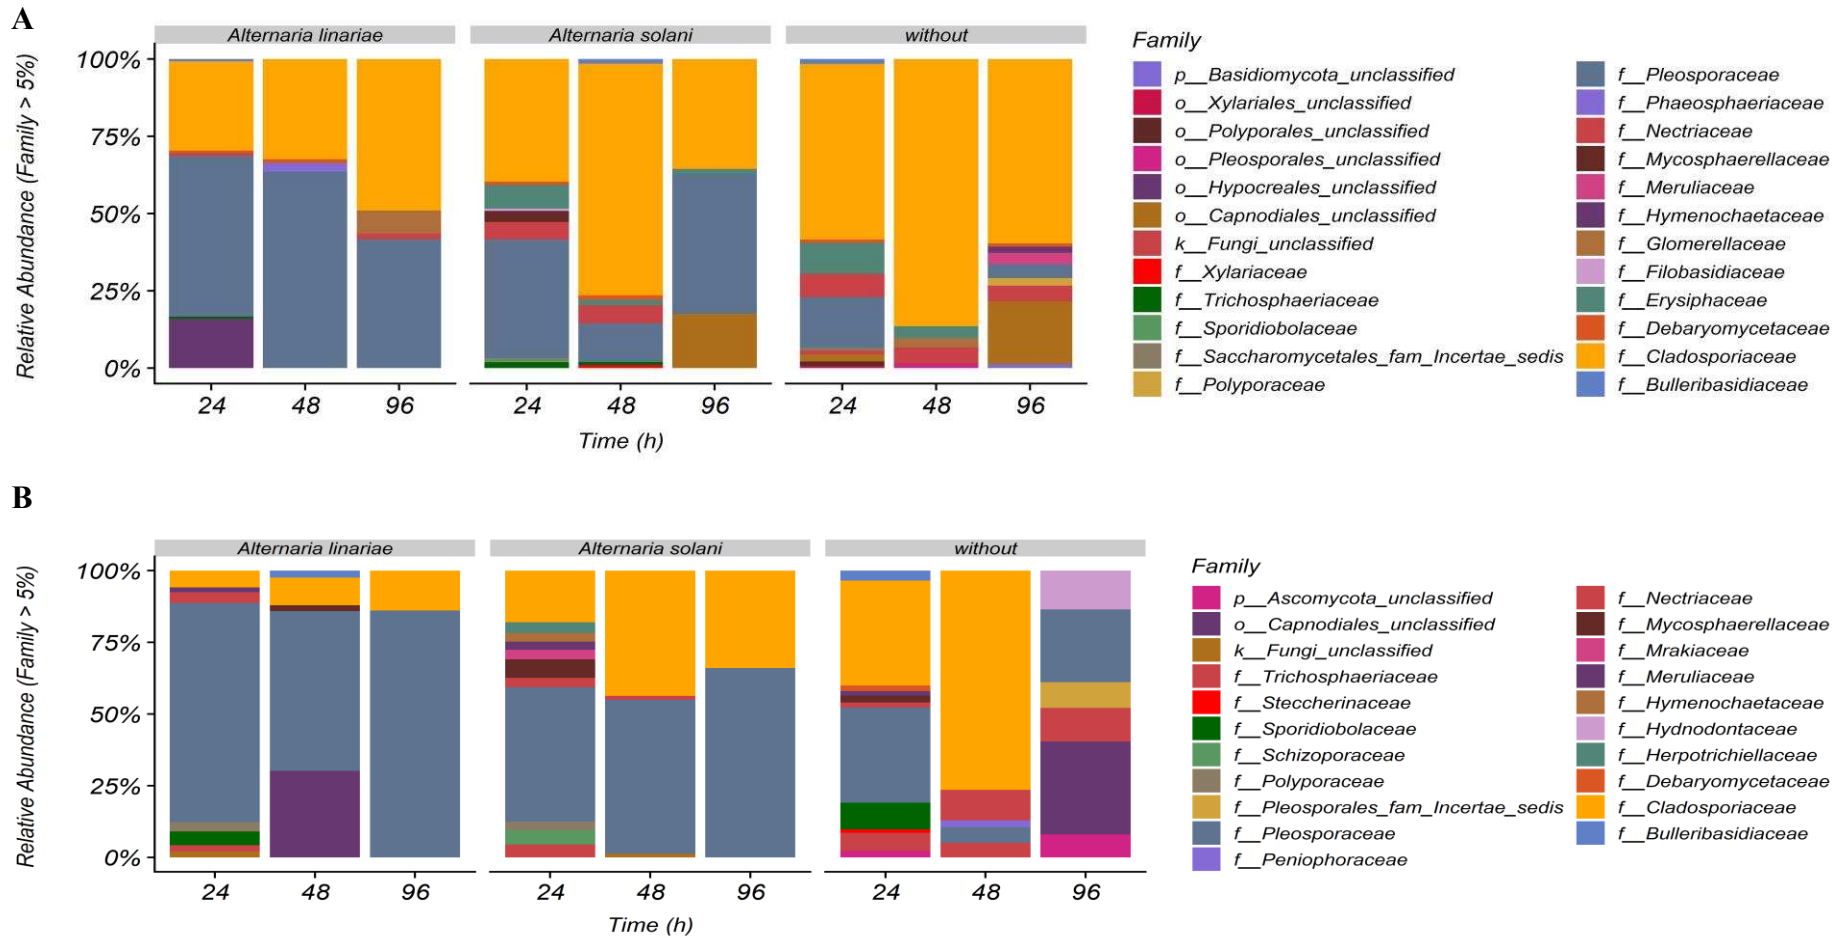 A
Alternaria linariae
Alternaria solani
without
Relative Abundance (Family > 5%)
100%
75%
50%
25%
0%
24
48
96
24
48
96
24
48
96
Time (h)
Family
p__Basidiomycota_unclassified
o__Xylariales_unclassified
o__Polyporales_unclassified
o__Pleosporales_unclassified
o__Hypocreales_unclassified
o__Capnodiales_unclassified
k__Fungi_unclassified
f__Xylariaceae
f__Trichosphaeriaceae
f__Sporidiobolaceae
f__Saccharomycetales_fam_Incertae_sedis
f__Polyporaceae
f__Pleosporaceae
f__Phaeosphaeriaceae
f__Nectriaceae
f__Mycosphaerellaceae
f__Meruliaceae
f__Hymenochaetaceae
f__Glomerellaceae
f__Filobasidiaceae
f__Erysiphaceae
f__Debaryomycetaceae
f__Cladosporiaceae
f__Bulleribasidiaceae
B
Alternaria linariae
Alternaria solani
without
Relative Abundance (Family > 5%)
100%
75%
50%
25%
0%
24
48
96
24
48
96
24
48
96
Time (h)
Family
p__Ascomycota_unclassified
o__Capnodiales_unclassified
k__Fungi_unclassified
f__Trichosphaeriaceae
f__Steccherinaceae
f__Sporidiobolaceae
f__Schizoporaceae
f__Polyporaceae
f__Pleosporales_fam_Incertae_sedis
f__Pleosporaceae
f__Peniophoraceae
f__Nectriaceae
f__Mycosphaerellaceae
f__Mrakiaceae
f__Meruliaceae
f__Hymenochaetaceae
f__Hydnodontaceae
f__Herpotrichiellaceae
f__Debaryomycetaceae
f__Cladosporiaceae
f__Bulleribasidiaceae